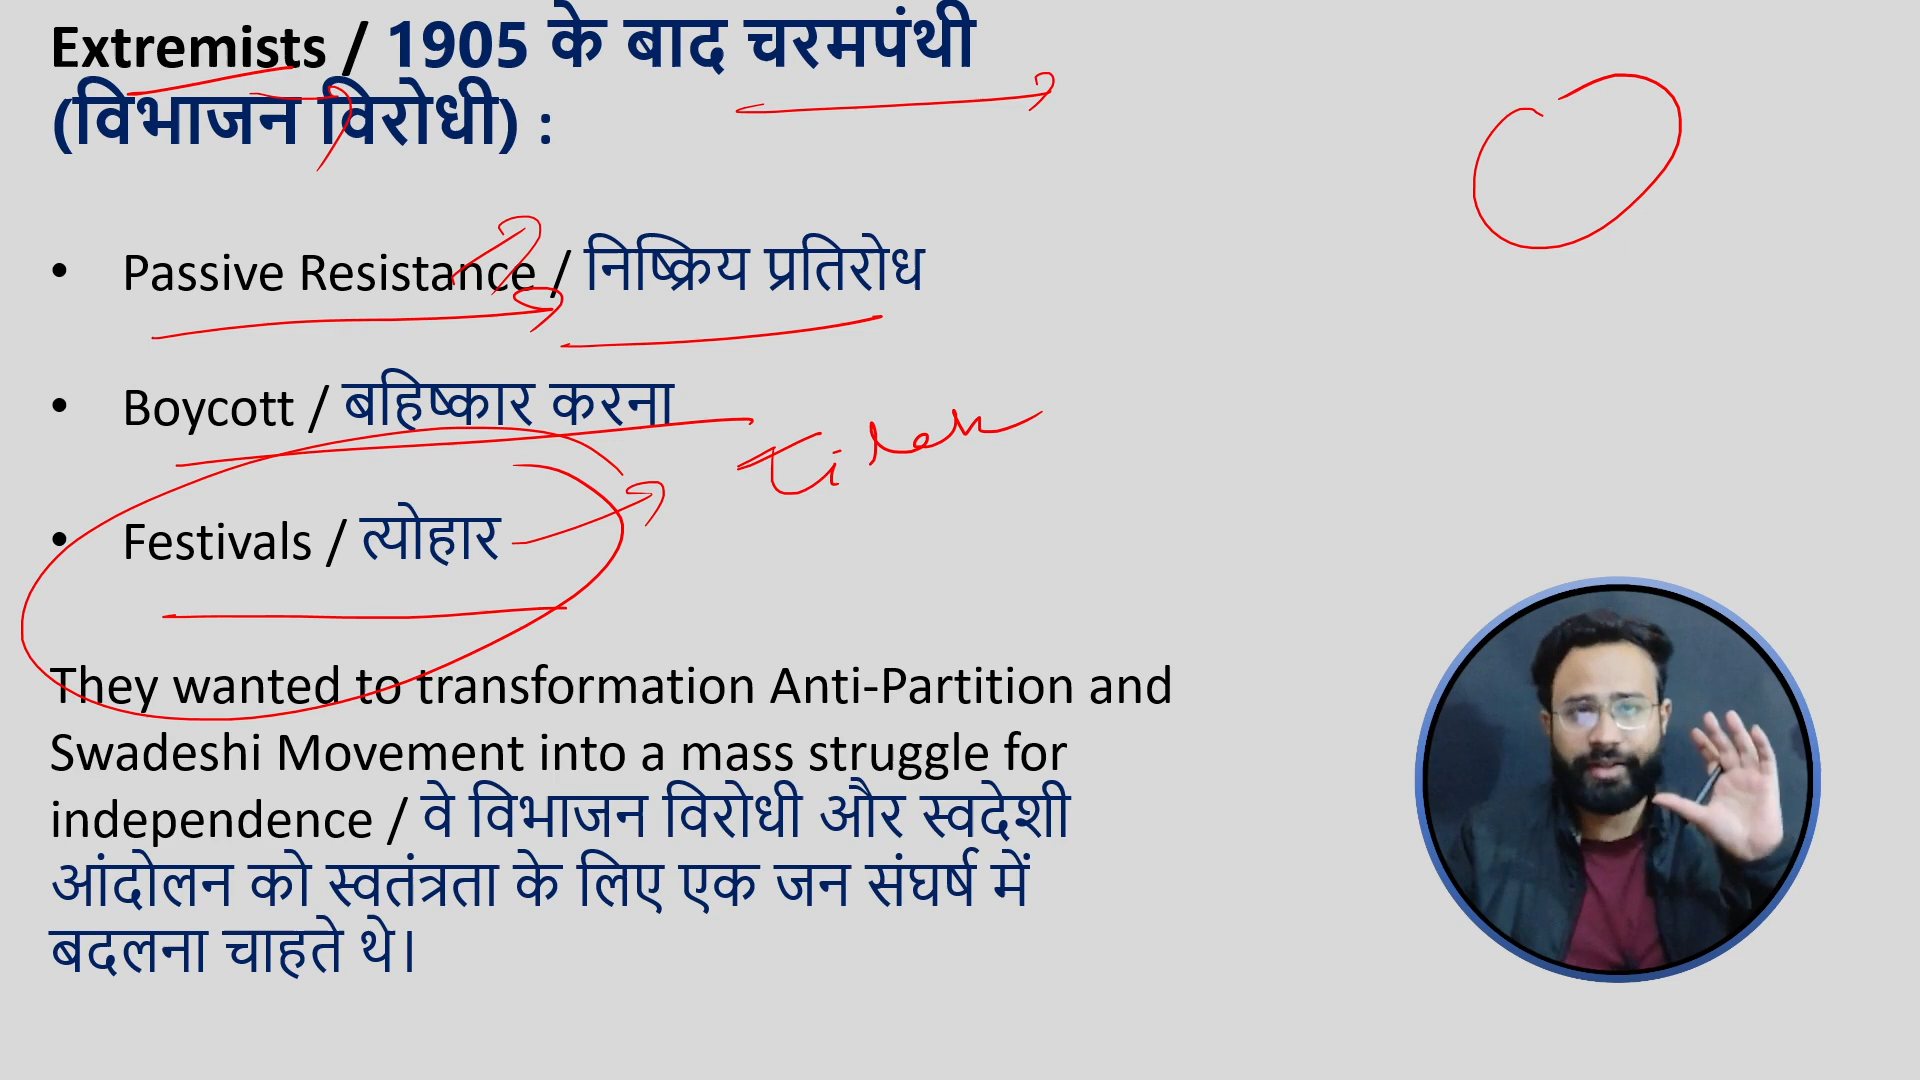 Extremists / 1905 के बाद चरमपंथी
(विभाजन विरोधी) :
• Passive Resistance / निष्क्रिय प्रतिरोध
• Boycott / बहिष्कार करना
Tilak
• Festivals / त्योहार
They wanted to transformation Anti-Partition and
Swadeshi Movement into a mass struggle for
independence / वे विभाजन विरोधी और स्वदेशी
आंदोलन को स्वतंत्रता के लिए एक जन संघर्ष में
बदलना चाहते थे।